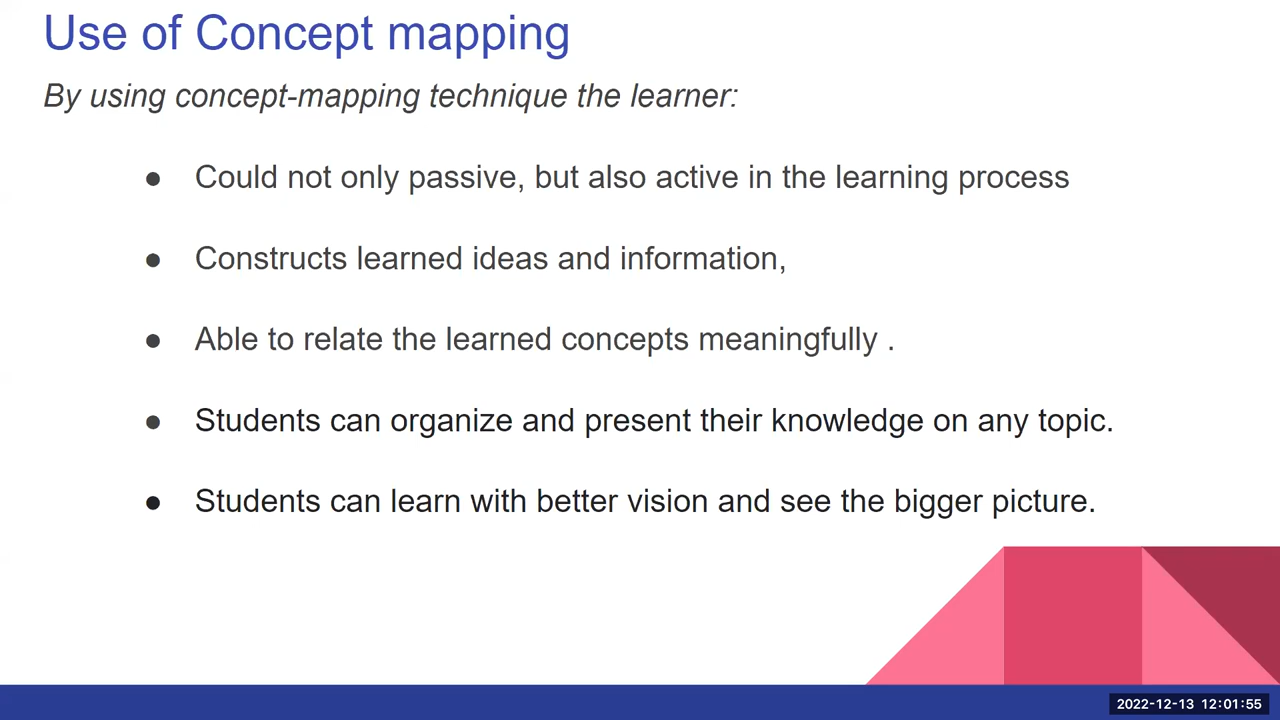 Use of Concept mapping
By using concept-mapping technique the learner:
● Could not only passive, but also active in the learning process
● Constructs learned ideas and information,
● Able to relate the learned concepts meaningfully .
● Students can organize and present their knowledge on any topic.
● Students can learn with better vision and see the bigger picture.
2022-12-13 12:01:55